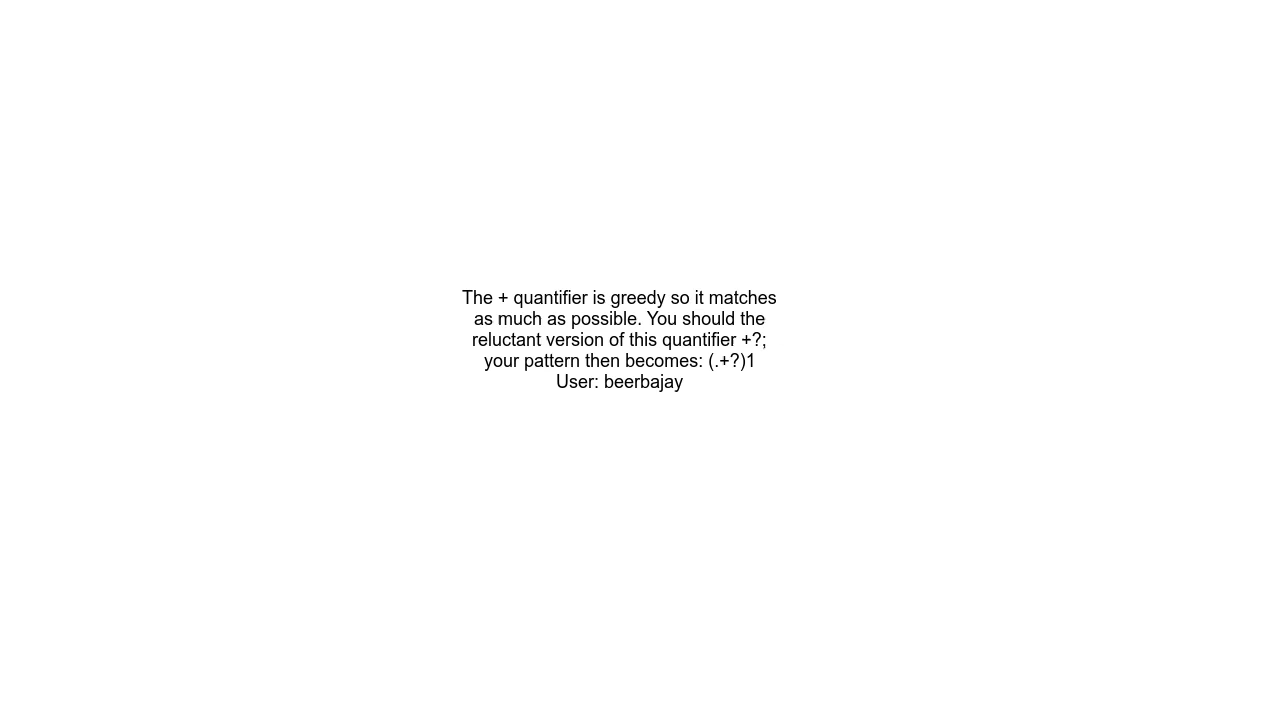 The + quantifier is greedy so it matches
as much as possible. You should the
reluctant version of this quantifier +?;
your pattern then becomes: (.+?)1
User: beerbajay